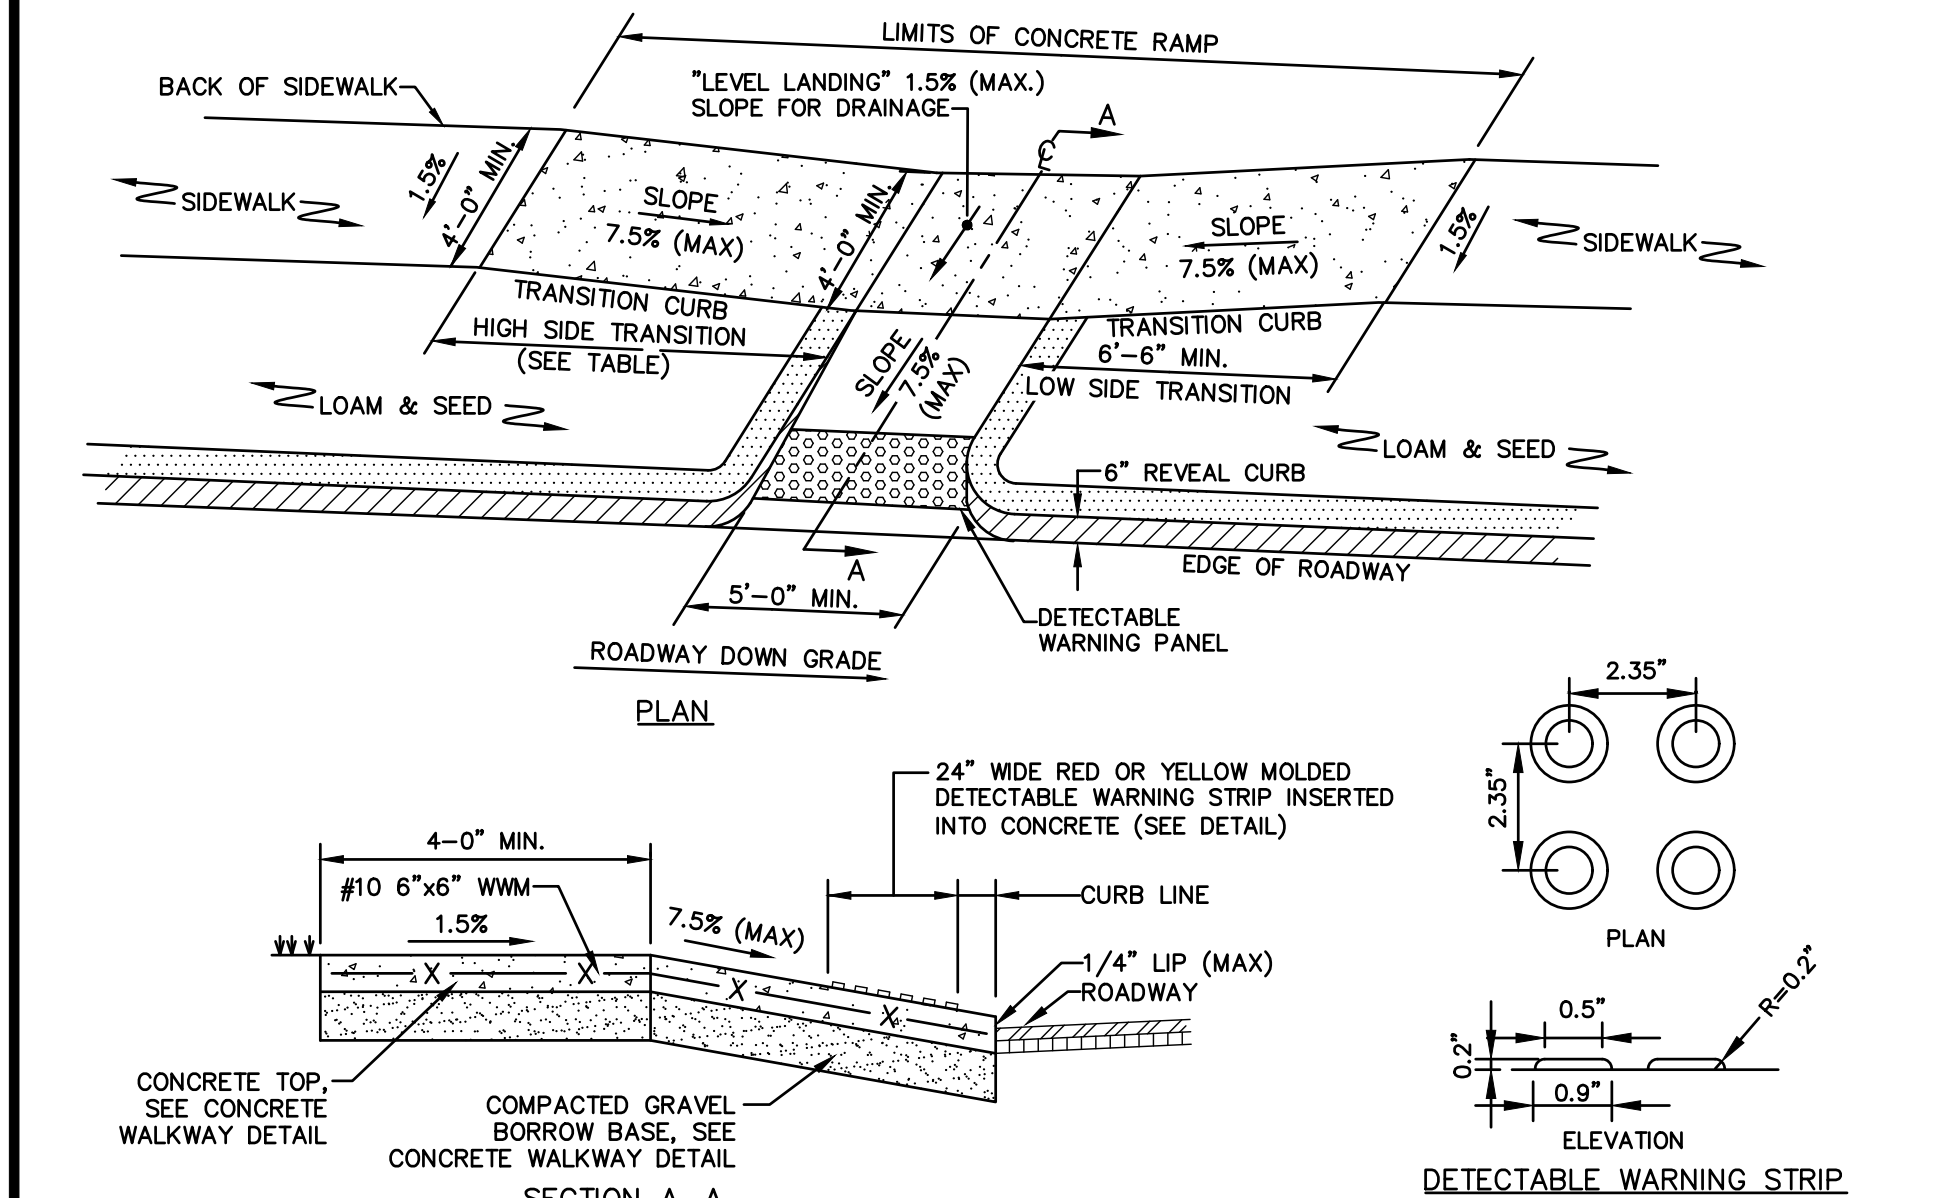 LIMITS OF CONCRETE RAMP
BACK OF SIDEWALK
"LEVEL LANDING" 1.5% (MAX.)
SLOPE FOR DRAINAGE
A
℄
1.5%
4'-0" MIN.
SIDEWALK
SLOPE
7.5% (MAX)
4'-0" MIN.
SLOPE
7.5% (MAX)
1.5%
SIDEWALK
TRANSITION CURB
HIGH SIDE TRANSITION
(SEE TABLE)
SLOPE
7.5%
(MAX)
TRANSITION CURB
6'-6" MIN.
LOW SIDE TRANSITION
LOAM & SEED
LOAM & SEED
6" REVEAL CURB
EDGE OF ROADWAY
A
5'-0" MIN.
DETECTABLE
WARNING PANEL
ROADWAY DOWN GRADE
PLAN
24" WIDE RED OR YELLOW MOLDED
DETECTABLE WARNING STRIP INSERTED
INTO CONCRETE (SEE DETAIL)
4-0" MIN.
#10 6"x6" WWM
1.5%
7.5% (MAX)
CURB LINE
1/4" LIP (MAX)
ROADWAY
X
X
X
X
CONCRETE TOP,
SEE CONCRETE
WALKWAY DETAIL
COMPACTED GRAVEL
BORROW BASE, SEE
CONCRETE WALKWAY DETAIL
SECTION A-A
2.35"
2.35"
PLAN
0.5"
R=0.2"
0.2"
0.9"
ELEVATION
DETECTABLE WARNING STRIP